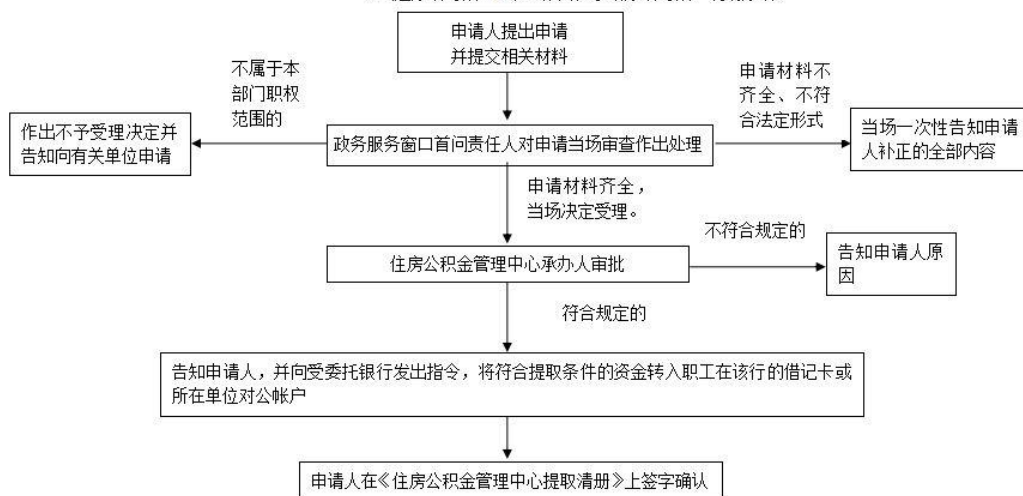 申请人提出申请
并提交相关材料
不属于本
部门职权
范围的
申请材料不
齐全、不符
合法定形式
作出不予受理决定并
告知向有关单位申请
政务服务窗口首问责任人对申请当场审查作出处理
当场一次性告知申请
人补正的全部内容
申请材料齐全，
当场决定受理。
不符合规定的
住房公积金管理中心承办人审批
告知申请人原
因
符合规定的
告知申请人，并向受委托银行发出指令，将符合提取条件的资金转入职工在该行的借记卡或
所在单位对公帐户
申请人在《住房公积金管理中心提取清册》上签字确认